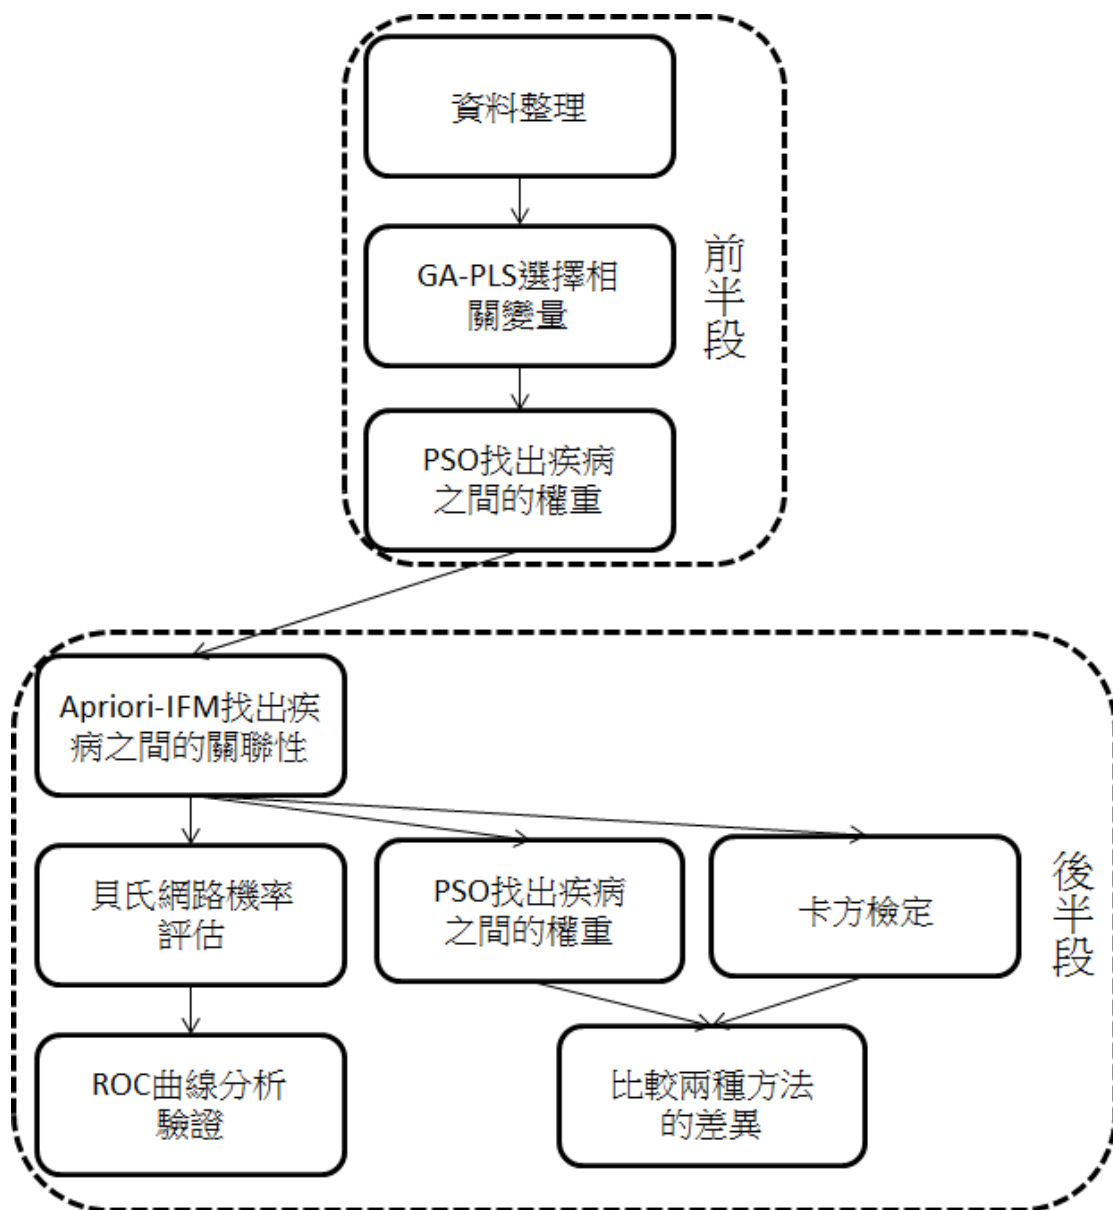 資料整理
GA-PLS選擇相
關變量
PSO找出疾病
之間的權重
前半段
Apriori-IFM找出疾
病之間的關聯性
貝氏網路機率
評估
PSO找出疾病
之間的權重
卡方檢定
後半段
ROC曲線分析
驗證
比較兩種方法
的差異